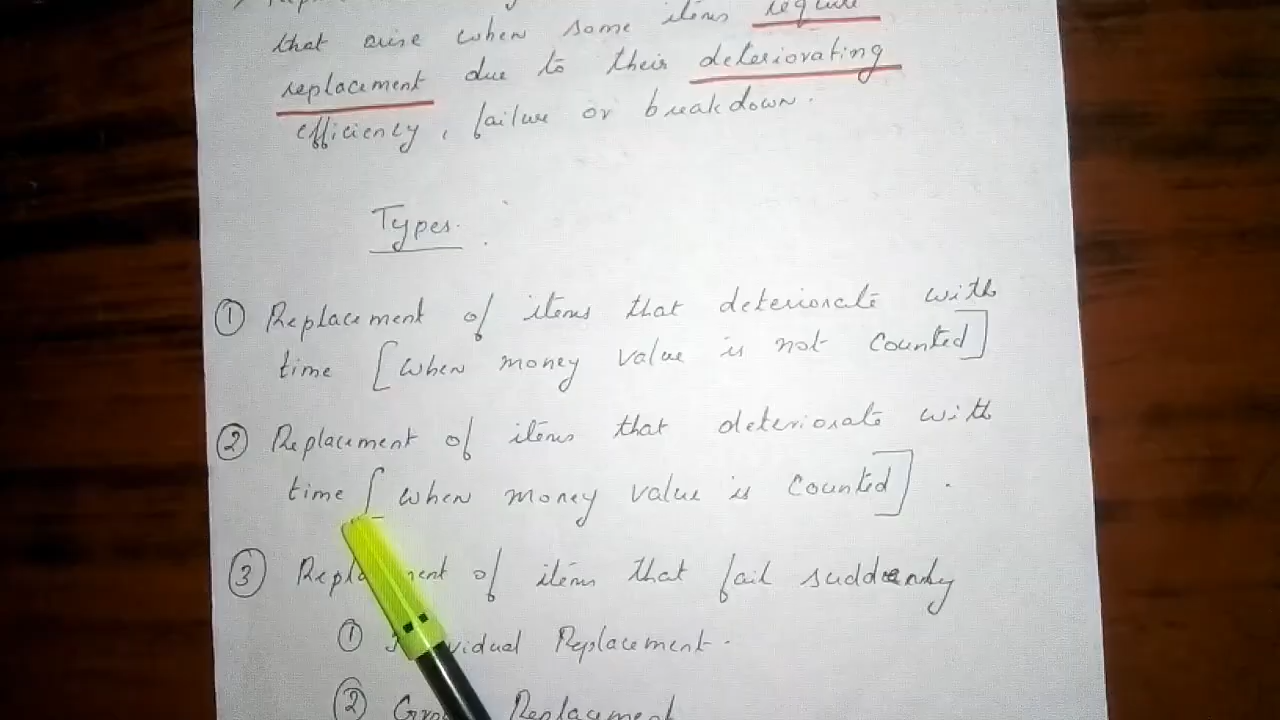 that arise when some items require
replacement due to their deteriorating
efficiency, failure or breakdown.
Types:
① Replacement of items that deteriorate with
time [when money value is not counted]
② Replacement of items that deteriorate with
time [when money value is counted].
③ Replacement of items that fail suddenly
① Individual Replacement.
② Group Replacement